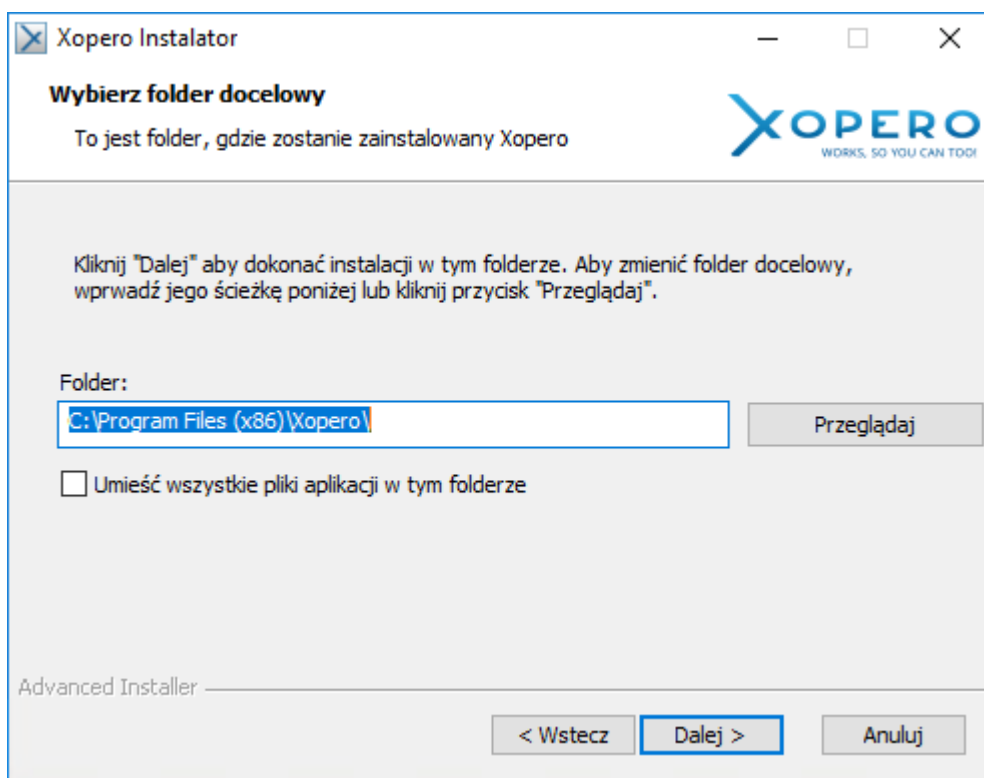 Xopero Instalator
Wybierz folder docelowy
To jest folder, gdzie zostanie zainstalowany Xopero
XOPERO
WORKS, SO YOU CAN TOO!
Kliknij "Dalej" aby dokonać instalacji w tym folderze. Aby zmienić folder docelowy,
wprwadź jego ścieżkę poniżej lub kliknij przycisk "Przeglądaj".
Folder:
C:\Program Files (x86)\Xopero\
Przeglądaj
Umieść wszystkie pliki aplikacji w tym folderze
Advanced Installer
< Wstecz
Dalej >
Anuluj